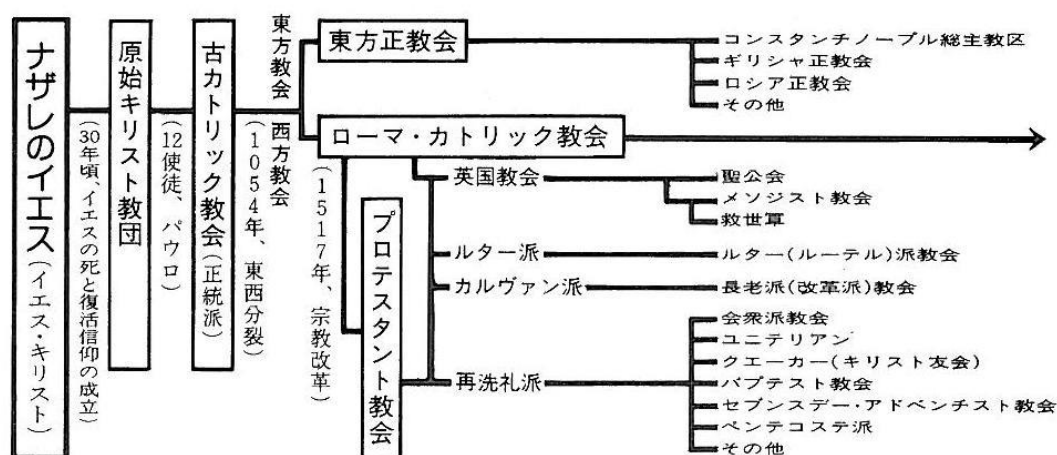 ナザレのイエス(イエス・キリスト)
(30年頃、イエスの死と復活信仰の成立)
原始キリスト教団
(12使徒、パウロ)
古カトリック教会(正統派)
(1054年、東西分裂)
東方教会
西方教会
東方正教会
コンスタンチノープル総主教区
ギリシャ正教会
ロシア正教会
その他
ローマ・カトリック教会
(1517年、宗教改革)
プロテスタント教会
英国教会
聖公会
メソジスト教会
救世軍
ルター派
ルター(ルーテル)派教会
カルヴァン派
長老派(改革派)教会
再洗礼派
会衆派教会
ユニテリアン
クエーカー(キリスト友会)
バプテスト教会
セブンスデー・アドベンチスト教会
ペンテコステ派
その他